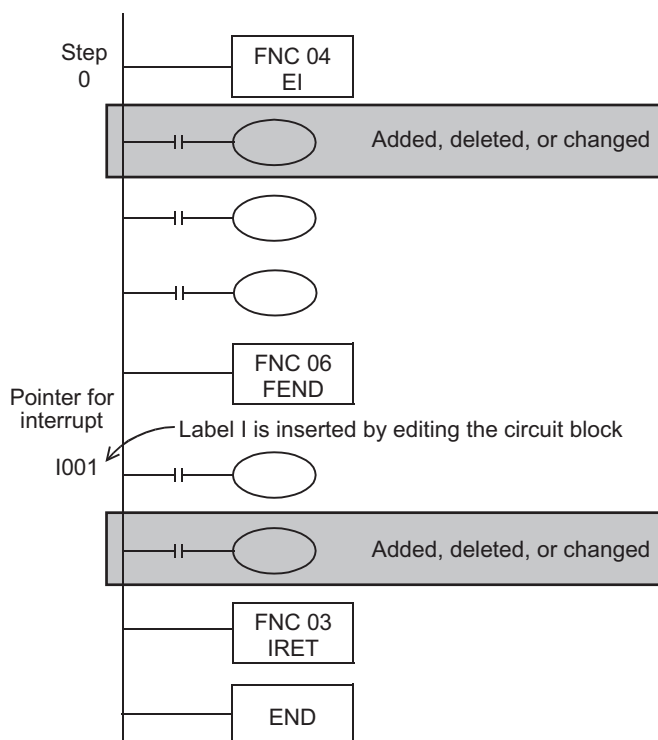 Step
0
FNC 04
EI
Added, deleted, or changed
FNC 06
FEND
Pointer for
interrupt
Label I is inserted by editing the circuit block
I001
Added, deleted, or changed
FNC 03
IRET
END